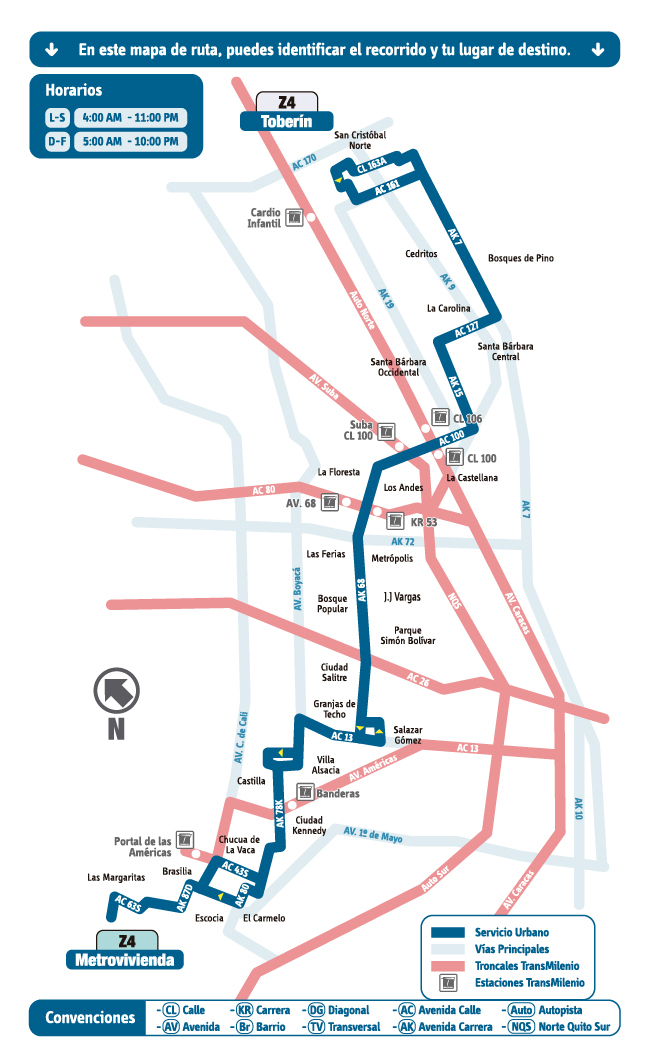 En este mapa de ruta, puedes identificar el recorrido y tu lugar de destino.
Horarios
L-S 4:00 AM - 11:00 PM
D-F 5:00 AM - 10:00 PM
Z4
Toberín
San Cristóbal
Norte
AC 170
CL 163A
AC 161
Cardio
Infantil
AK 7
Cedritos
Bosques de Pino
AK 9
AK 19
Auto Norte
La Carolina
AC 127
Santa Bárbara
Central
Santa Bárbara
Occidental
AV. Suba
AK 15
CL 106
Suba
CL 100
AC 100
CL 100
La Floresta
La Castellana
Los Andes
AC 80
AV. 68
KR 53
AK 7
AK 72
Las Ferias
Metrópolis
AV. Boyacá
AK 68
Bosque
Popular
J.J Vargas
NQS
AV. Caracas
Parque
Simón Bolívar
Ciudad
Salitre
AC 26
N
Granjas de
Techo
AV. C. de Cali
AC 13
Salazar
Gómez
AC 13
Villa
Alsacia
AV. Américas
Castilla
Banderas
AK 78K
Ciudad
Kennedy
AK 10
AV. 1º de Mayo
Portal de las
Américas
Chucua de
La Vaca
AC 43S
Brasilia
Las Margaritas
AK 87D
AK 80
AC 63S
Auto Sur
AV. Caracas
Escocia
El Carmelo
Z4
Metrovivienda
Servicio Urbano
Vías Principales
Troncales TransMilenio
Estaciones TransMilenio
Convenciones
- CL Calle
- KR Carrera
- DG Diagonal
- AC Avenida Calle
- Auto Autopista
- AV Avenida
- Br Barrio
- TV Transversal
- AK Avenida Carrera
- NQS Norte Quito Sur